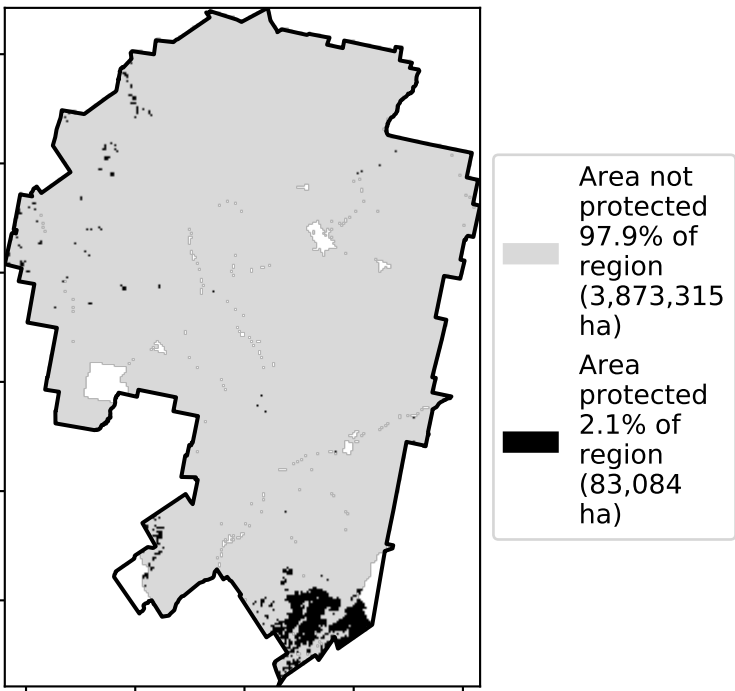 Area not
protected
97.9% of
region
(3,873,315
ha)
Area
protected
2.1% of
region
(83,084
ha)